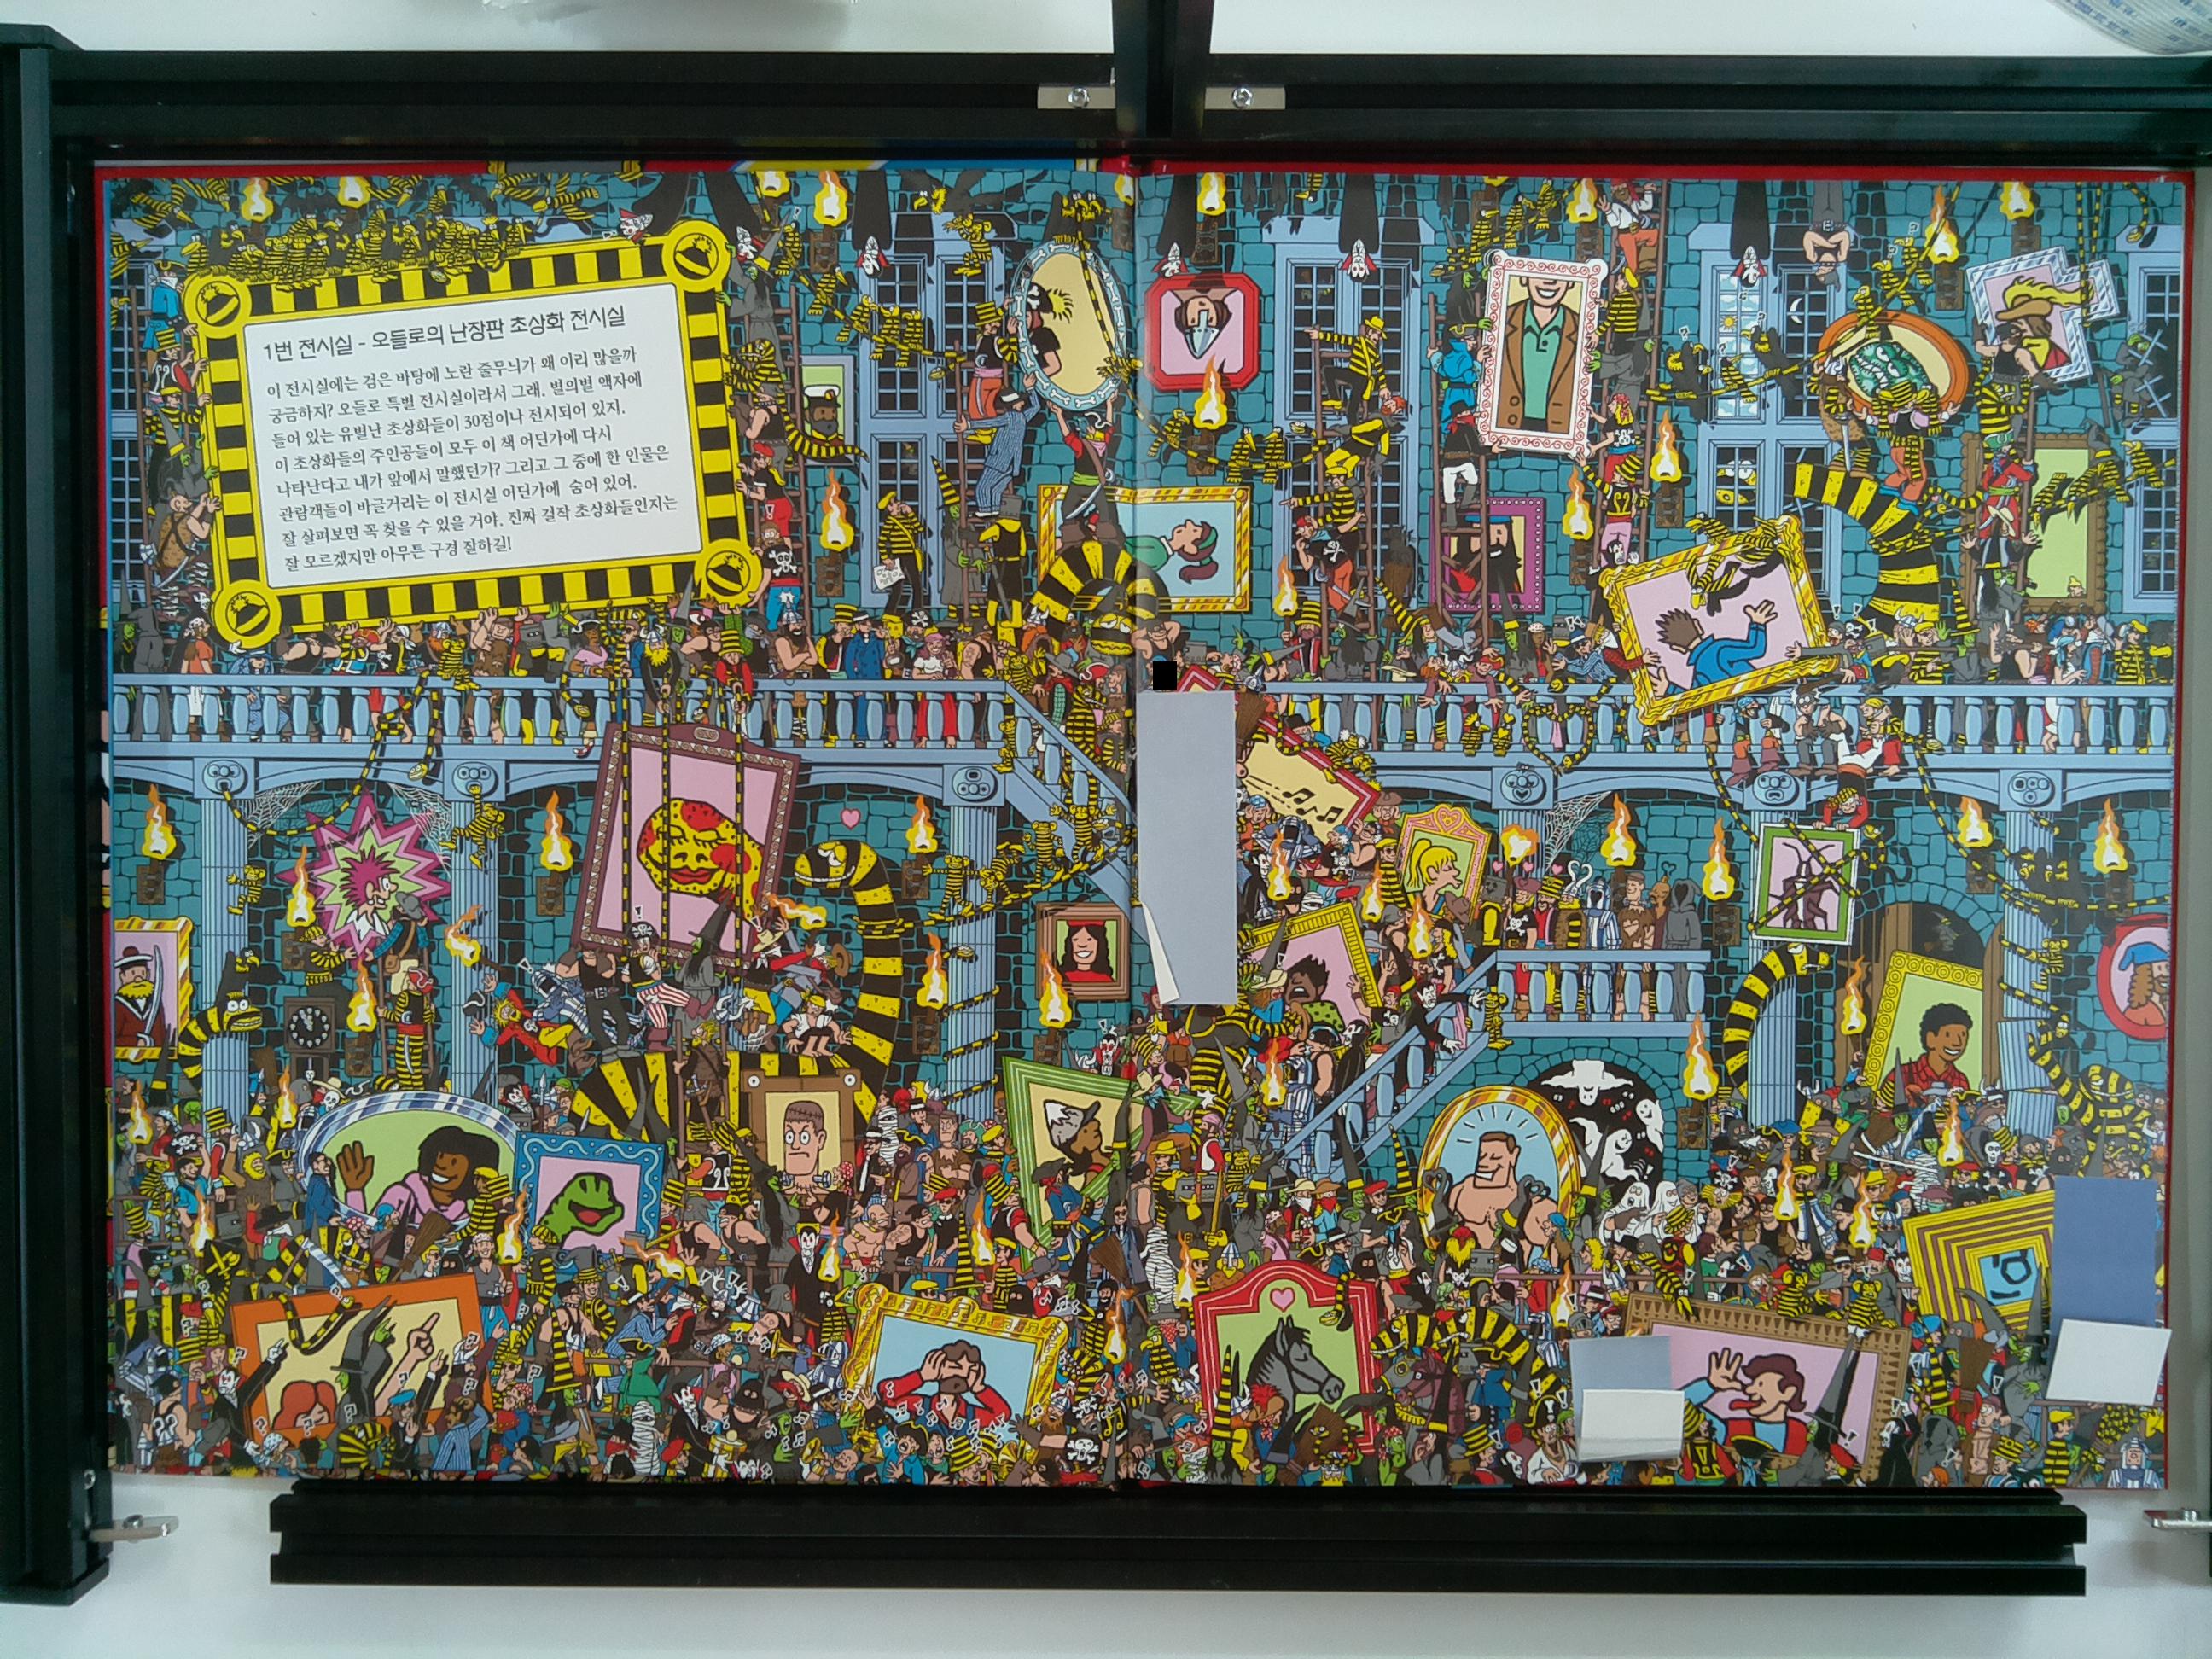 1번 전시실 - 오들로의 난장판 초상화 전시실
이 전시실에는 검은 바탕에 노란 줄무늬가 왜 이리 많을까
궁금하지? 오들로 특별 전시실이라서 그래. 별의별 액자에
들어 있는 유별난 초상화들이 30점이나 전시되어 있지.
이 초상화들의 주인공들이 모두 이 책 어딘가에 다시
나타난다고 내가 앞에서 말했던가? 그리고 그 중에 한 인물은
관람객들이 바글거리는 이 전시실 어딘가에 숨어 있어.
잘 살펴보면 꼭 찾을 수 있을 거야. 진짜 걸작 초상화들인지는
잘 모르겠지만 아무튼 구경 잘하길!